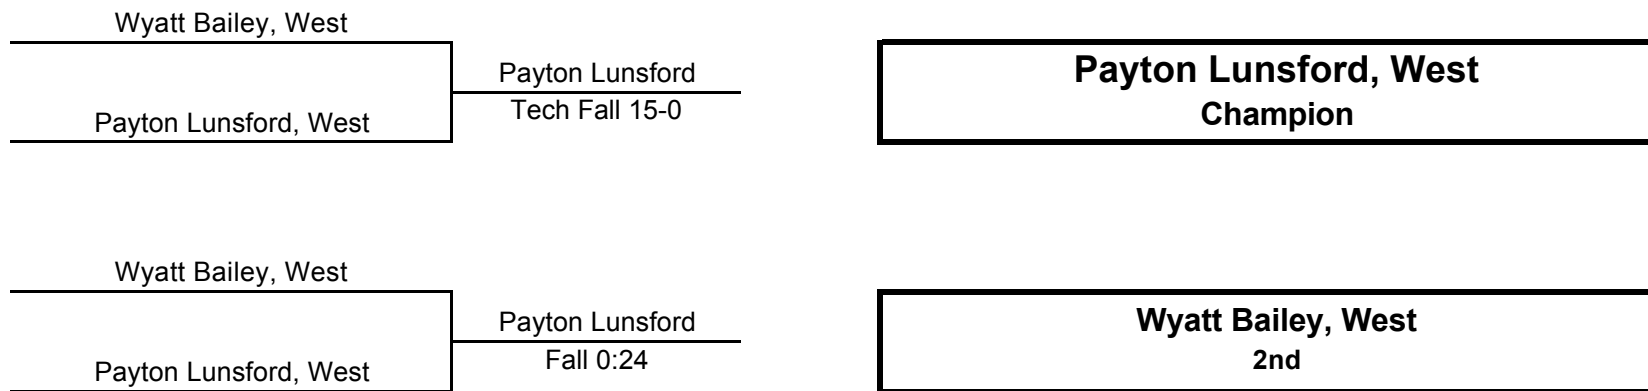 Wyatt Bailey, West
Payton Lunsford
Tech Fall 15-0
Payton Lunsford, West
Payton Lunsford, West
Champion
Wyatt Bailey, West
Payton Lunsford
Fall 0:24
Payton Lunsford, West
Wyatt Bailey, West
2nd